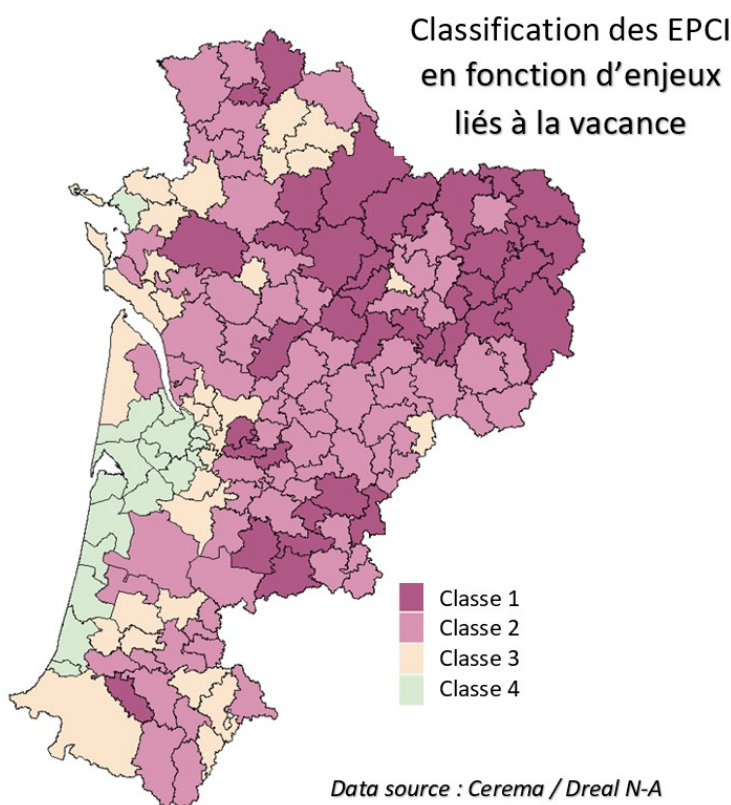 Classification des EPCI
en fonction d’enjeux
liés à la vacance
Classe 1
Classe 2
Classe 3
Classe 4
Data source : Cerema / Dreal N-A